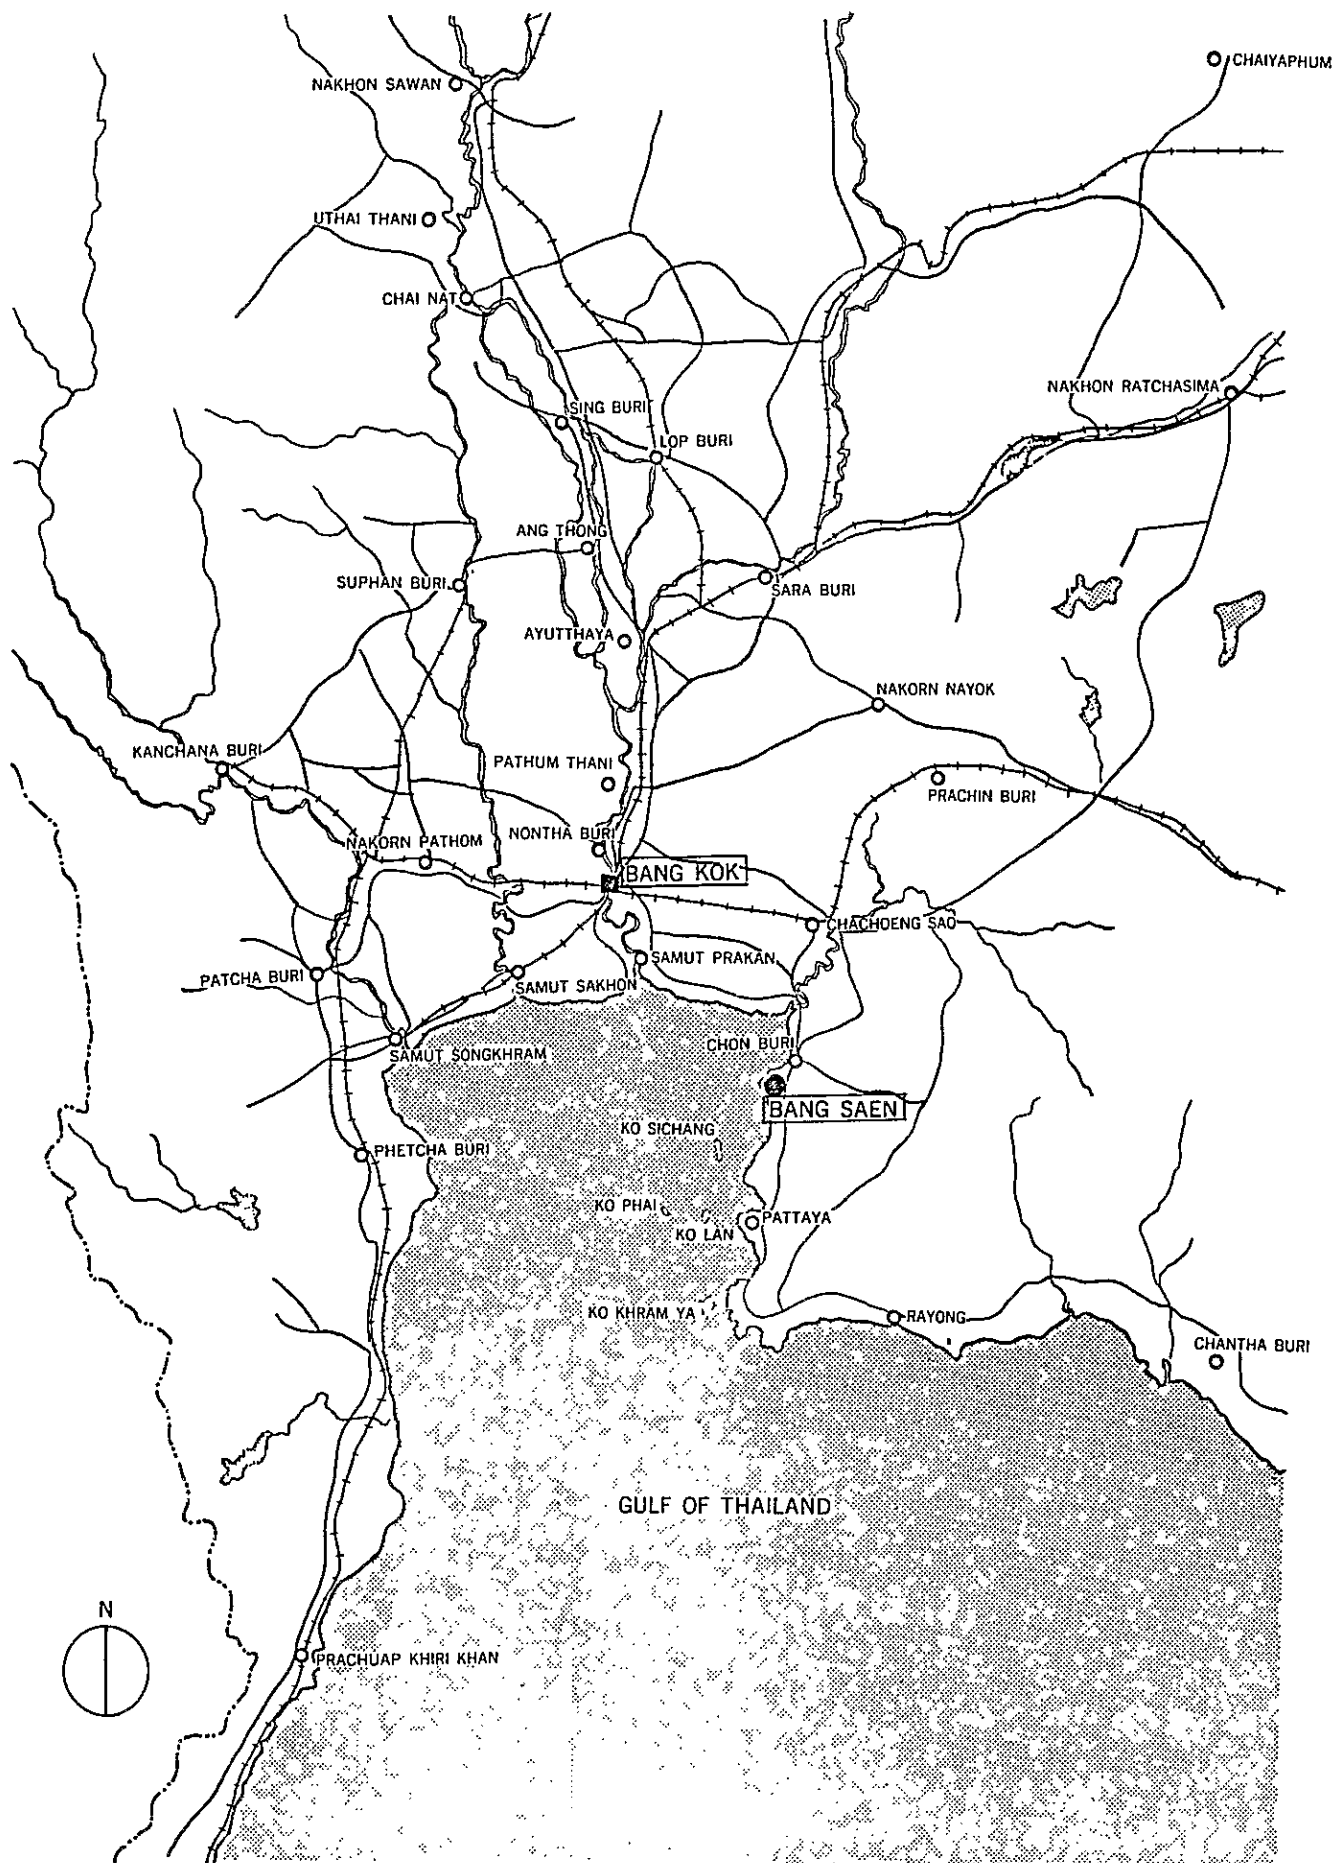 CHAIYAPHUM
NAKHON SAWAN
UTHAI THANI
CHAI NAT
NAKHON RATCHASIMA
SING BURI
LOP BURI
ANG THONG
SUPHAN BURI
SARA BURI
AYUTTHAYA
NAKORN NAYOK
KANCHANA BURI
PATHUM THANI
PRACHIN BURI
NONTHA BURI
NAKORN PATHOM
BANG KOK
CHACHOENG SAO
SAMUT PRAKAN
PATCHA BURI
SAMUT SAKHON
CHON BURI
SAMUT SONGKHRAM
BANG SAEN
KO SICHANG
PHETCHA BURI
KO PHAI
PATTAYA
KO LAN
KO KHRAM YA
RAYONG
CHANTHA BURI
GULF OF THAILAND
N
PRACHUAP KHIRI KHAN